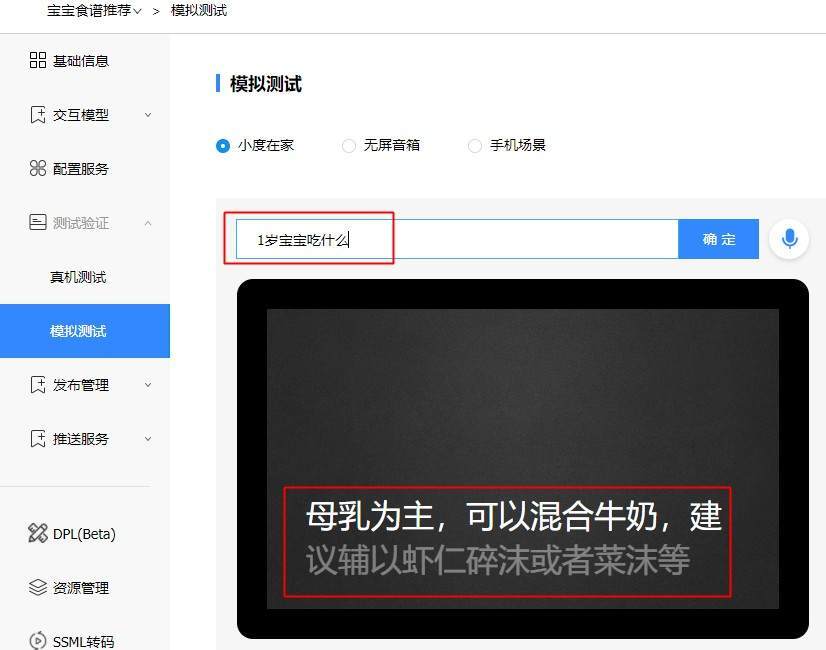 宝宝食谱推荐 > 模拟测试
基础信息
交互模型
配置服务
测试验证
真机测试
模拟测试
发布管理
推送服务
DPL(Beta)
资源管理
SSML转码
模拟测试
小度在家 无屏音箱 手机场景
1岁宝宝吃什么 确定
母乳为主，可以混合牛奶，建
议辅以虾仁碎沫或者菜沫等